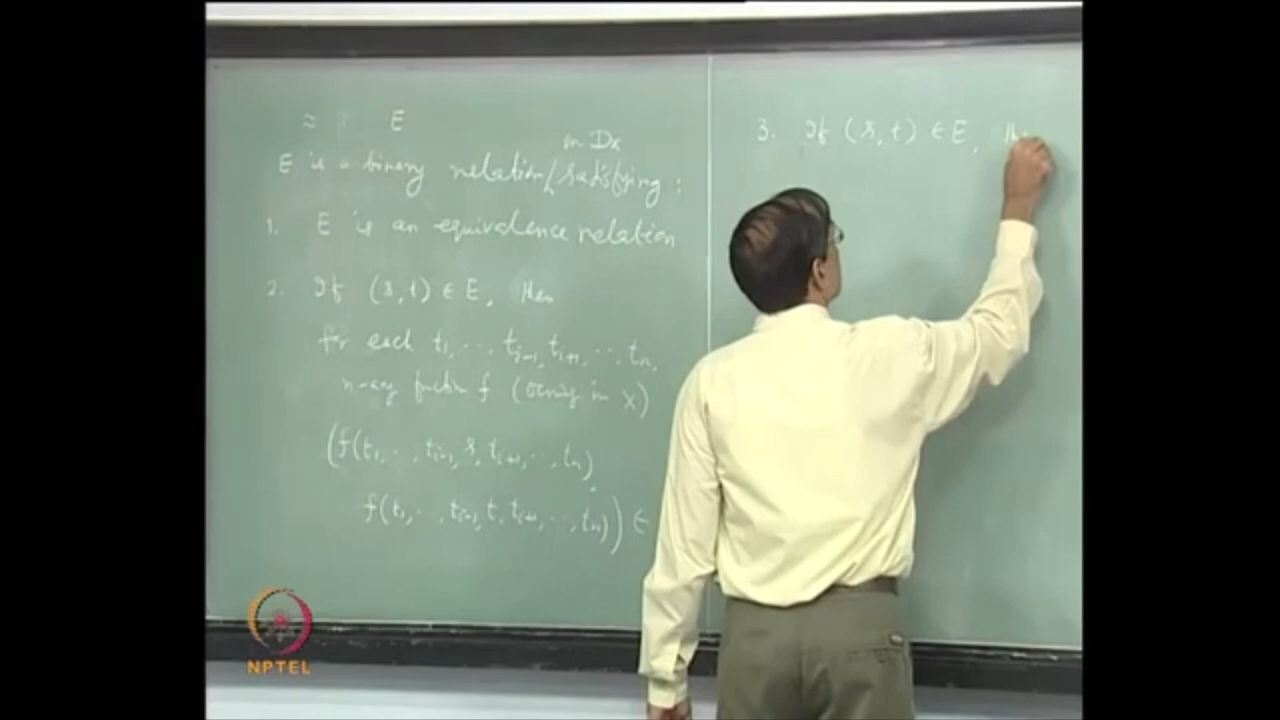 ≈ E
in Dx
E is a binary relation/satisfying :
1. E is an equivalence relation
2. If (s, t) ∈ E, then
for each t₁, ..., tᵢ₋₁, tᵢ₊₁, ..., tₙ,
n-ary function f (occuring in X)
(f(t₁, .., tᵢ₋₁, s, tᵢ₊₁, .., tₙ),
f(t₁, .., tᵢ₋₁, t, tᵢ₊₁, .., tₙ)) ∈
3. If (s, t) ∈ E, the
NPTEL